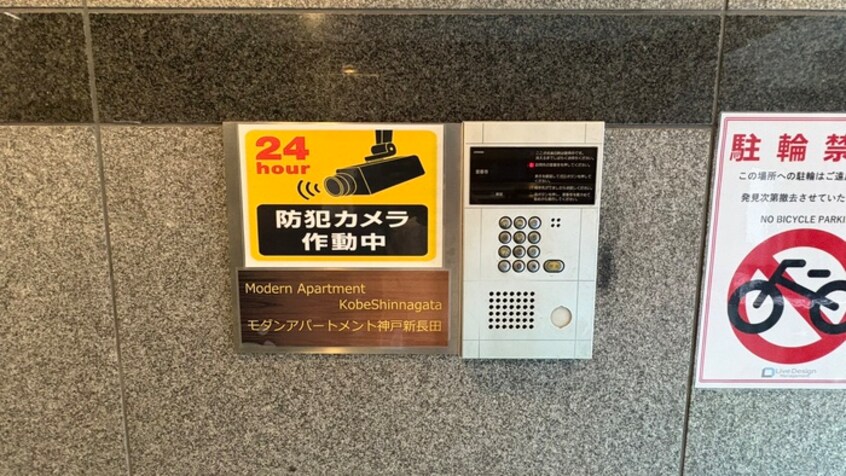 24
hour
防犯カメラ
作動中
Modern Apartment
KobeShinnagata
モダンアパートメント神戸新長田
駐輪禁
この場所への駐輪はご遠
発見次第撤去させていた
NO BICYCLE PARKI
LiveDesign